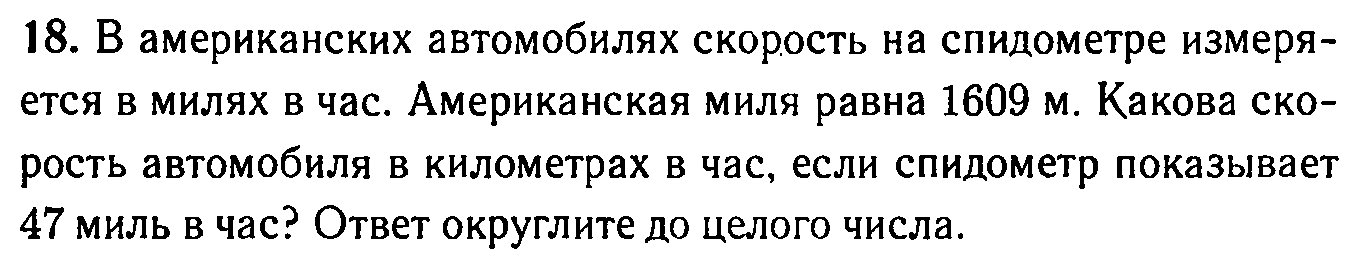 18. В американских автомобилях скорость на спидометре измеря-
ется в милях в час. Американская миля равна 1609 м. Какова ско-
рость автомобиля в километрах в час, если спидометр показывает
47 миль в час? Ответ округлите до целого числа.